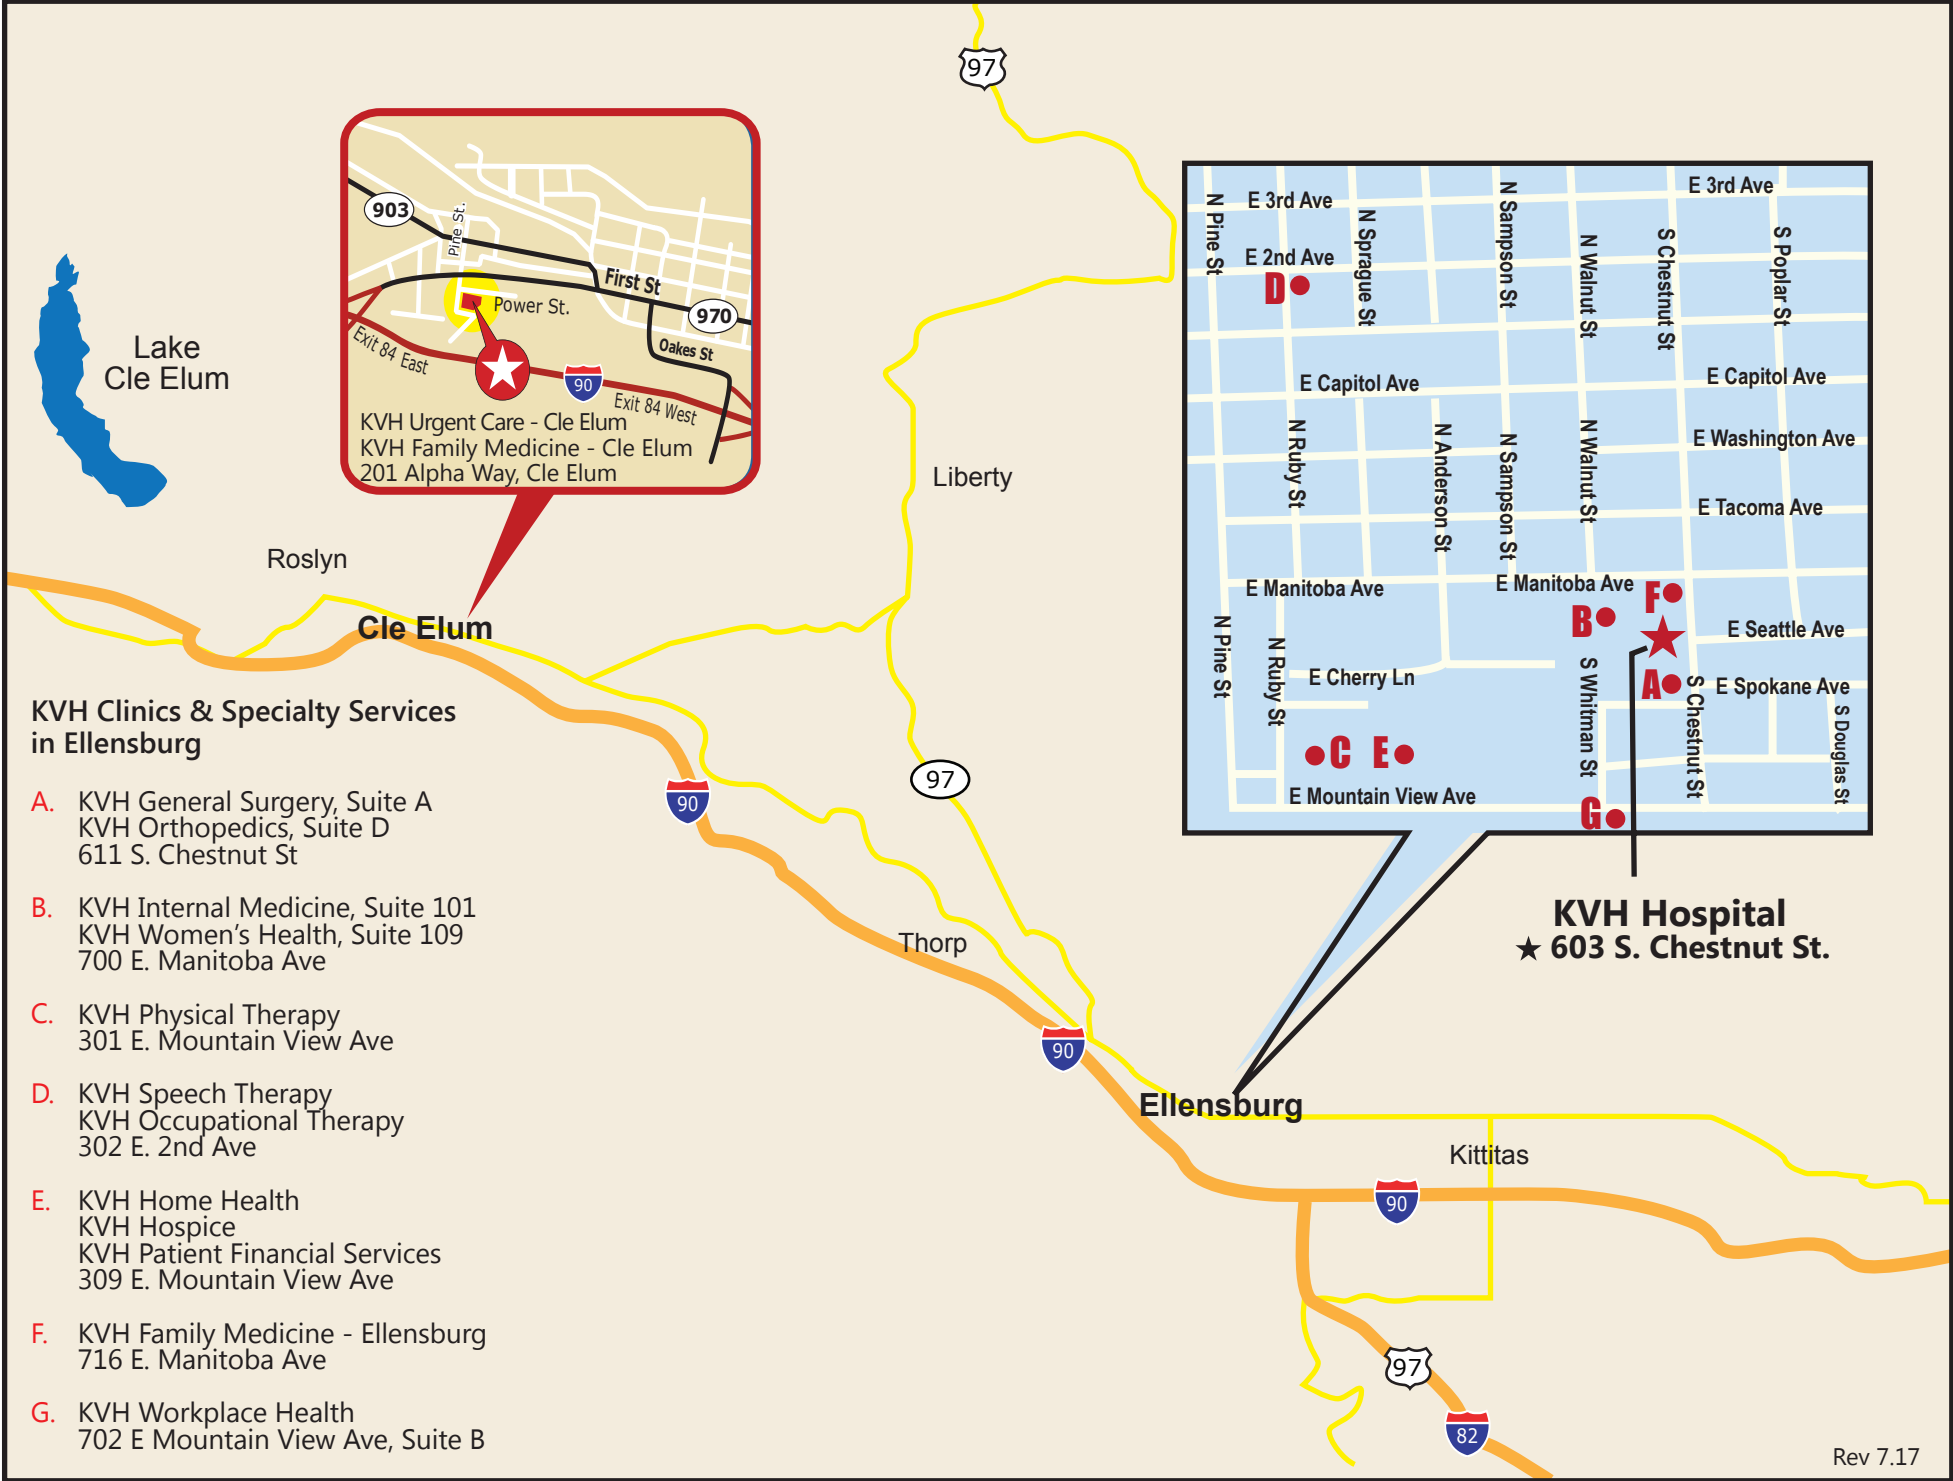 97
903
Pine St.
First St
Power St.
970
Exit 84 East
Oakes St
90
Exit 84 West
KVH Urgent Care - Cle Elum
KVH Family Medicine - Cle Elum
201 Alpha Way, Cle Elum
Lake
Cle Elum
Roslyn
Cle Elum
Liberty
97
90
Thorp
90
Ellensburg
Kittitas
90
97
82
E 3rd Ave
E 3rd Ave
N Pine St
N Sprague St
N Sampson St
N Walnut St
S Chestnut St
S Poplar St
E 2nd Ave
D
E Capitol Ave
E Capitol Ave
N Ruby St
N Anderson St
N Sampson St
N Walnut St
E Washington Ave
E Tacoma Ave
E Manitoba Ave
E Manitoba Ave
F
B
N Pine St
N Ruby St
E Seattle Ave
E Cherry Ln
S Whitman St
A
S Chestnut St
E Spokane Ave
S Douglas St
C
E
E Mountain View Ave
G
KVH Hospital
★ 603 S. Chestnut St.
KVH Clinics & Specialty Services
in Ellensburg
A. KVH General Surgery, Suite A
KVH Orthopedics, Suite D
611 S. Chestnut St
B. KVH Internal Medicine, Suite 101
KVH Women’s Health, Suite 109
700 E. Manitoba Ave
C. KVH Physical Therapy
301 E. Mountain View Ave
D. KVH Speech Therapy
KVH Occupational Therapy
302 E. 2nd Ave
E. KVH Home Health
KVH Hospice
KVH Patient Financial Services
309 E. Mountain View Ave
F. KVH Family Medicine - Ellensburg
716 E. Manitoba Ave
G. KVH Workplace Health
702 E Mountain View Ave, Suite B
Rev 7.17